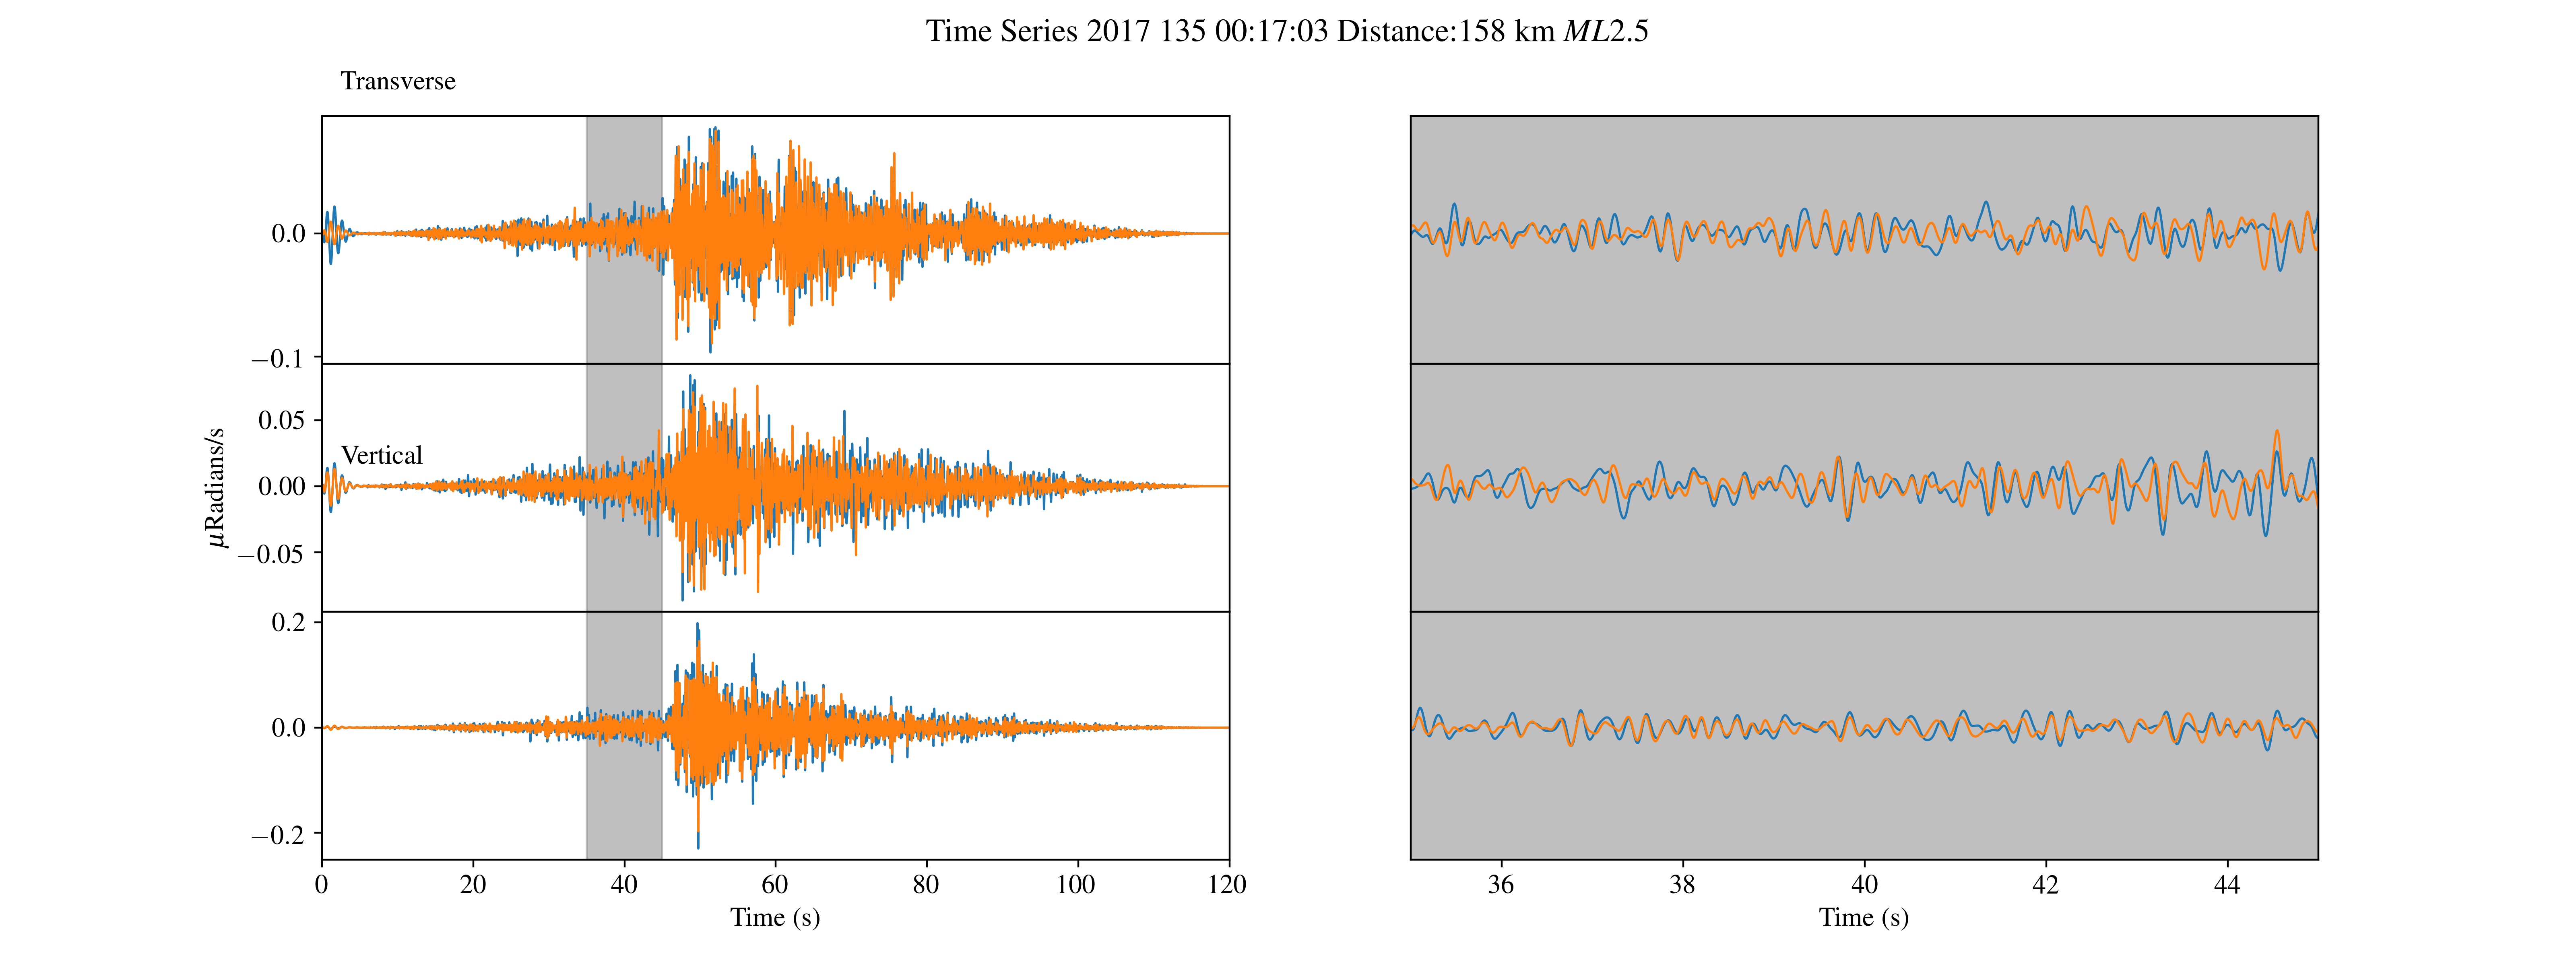 Time Series 2017 135 00:17:03 Distance:158 km ML2.5
Transverse
0.0
−0.1
0.05
Vertical
0.00
−0.05
μRadians/s
0.2
0.0
−0.2
0 20 40 60 80 100 120
Time (s)
36 38 40 42 44
Time (s)